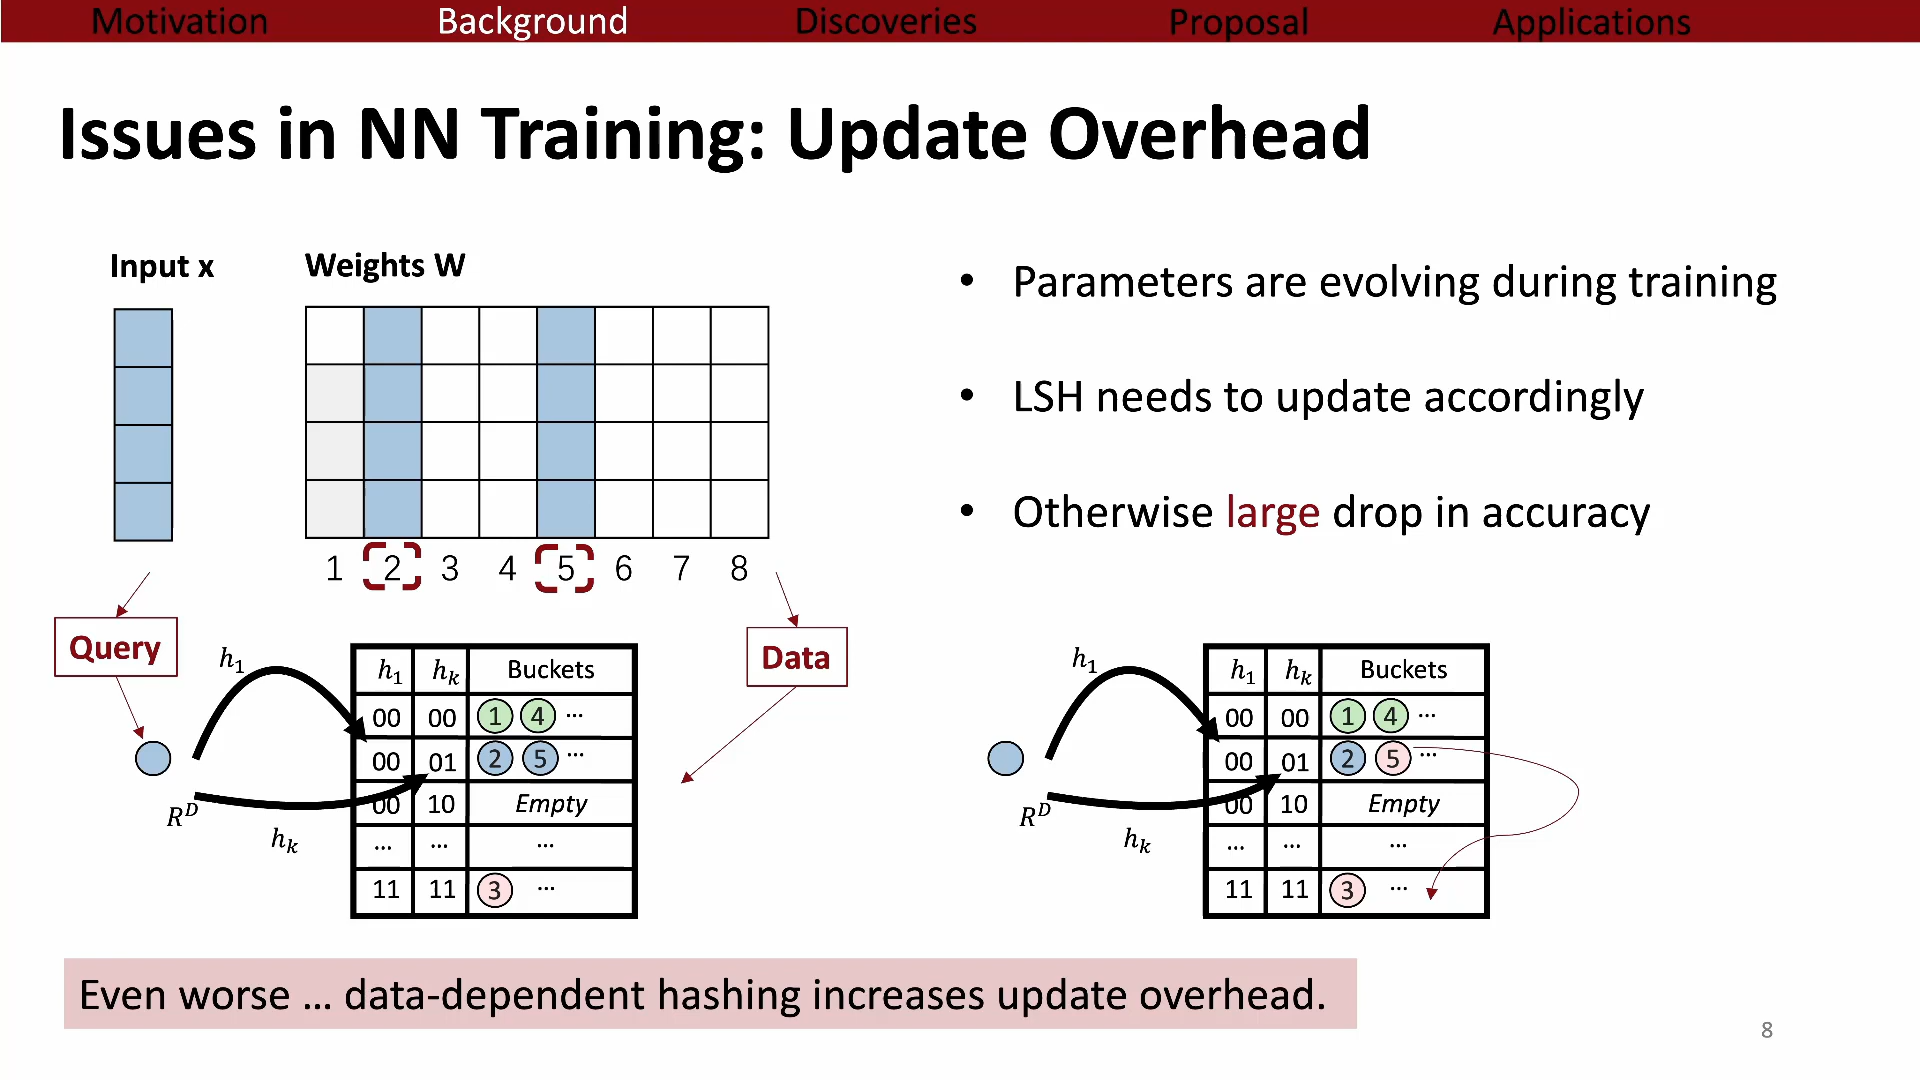 Motivation Background Discoveries Proposal Applications
Issues in NN Training: Update Overhead
Input x
Weights W
1 2 3 4 5 6 7 8
• Parameters are evolving during training
• LSH needs to update accordingly
• Otherwise large drop in accuracy
Query
Data
h₁
Rᴰ
hₖ
h₁ hₖ Buckets
00 00 1 4 ...
00 01 2 5 ...
00 10 Empty
... ... ...
11 11 3 ...
h₁
Rᴰ
hₖ
h₁ hₖ Buckets
00 00 1 4 ...
00 01 2 5 ...
00 10 Empty
... ... ...
11 11 3 ...
Even worse ... data-dependent hashing increases update overhead.
8